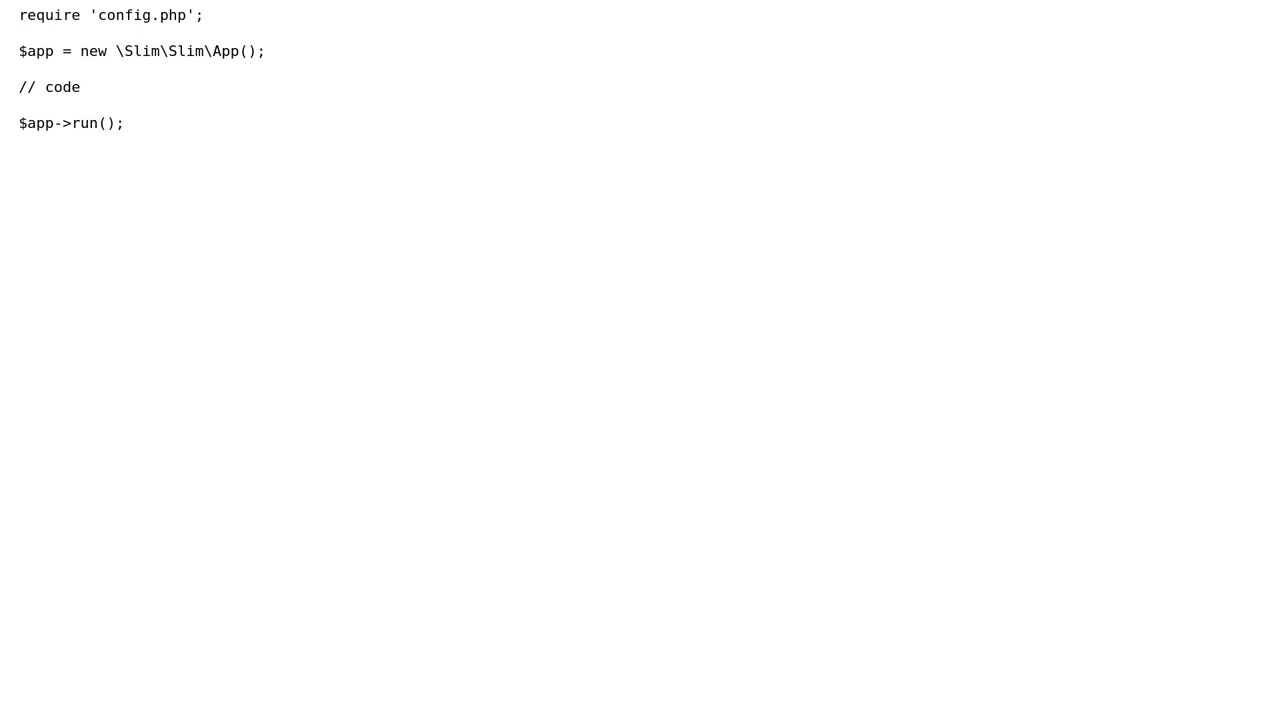 require 'config.php';
$app = new \Slim\Slim\App();
// code
$app->run();